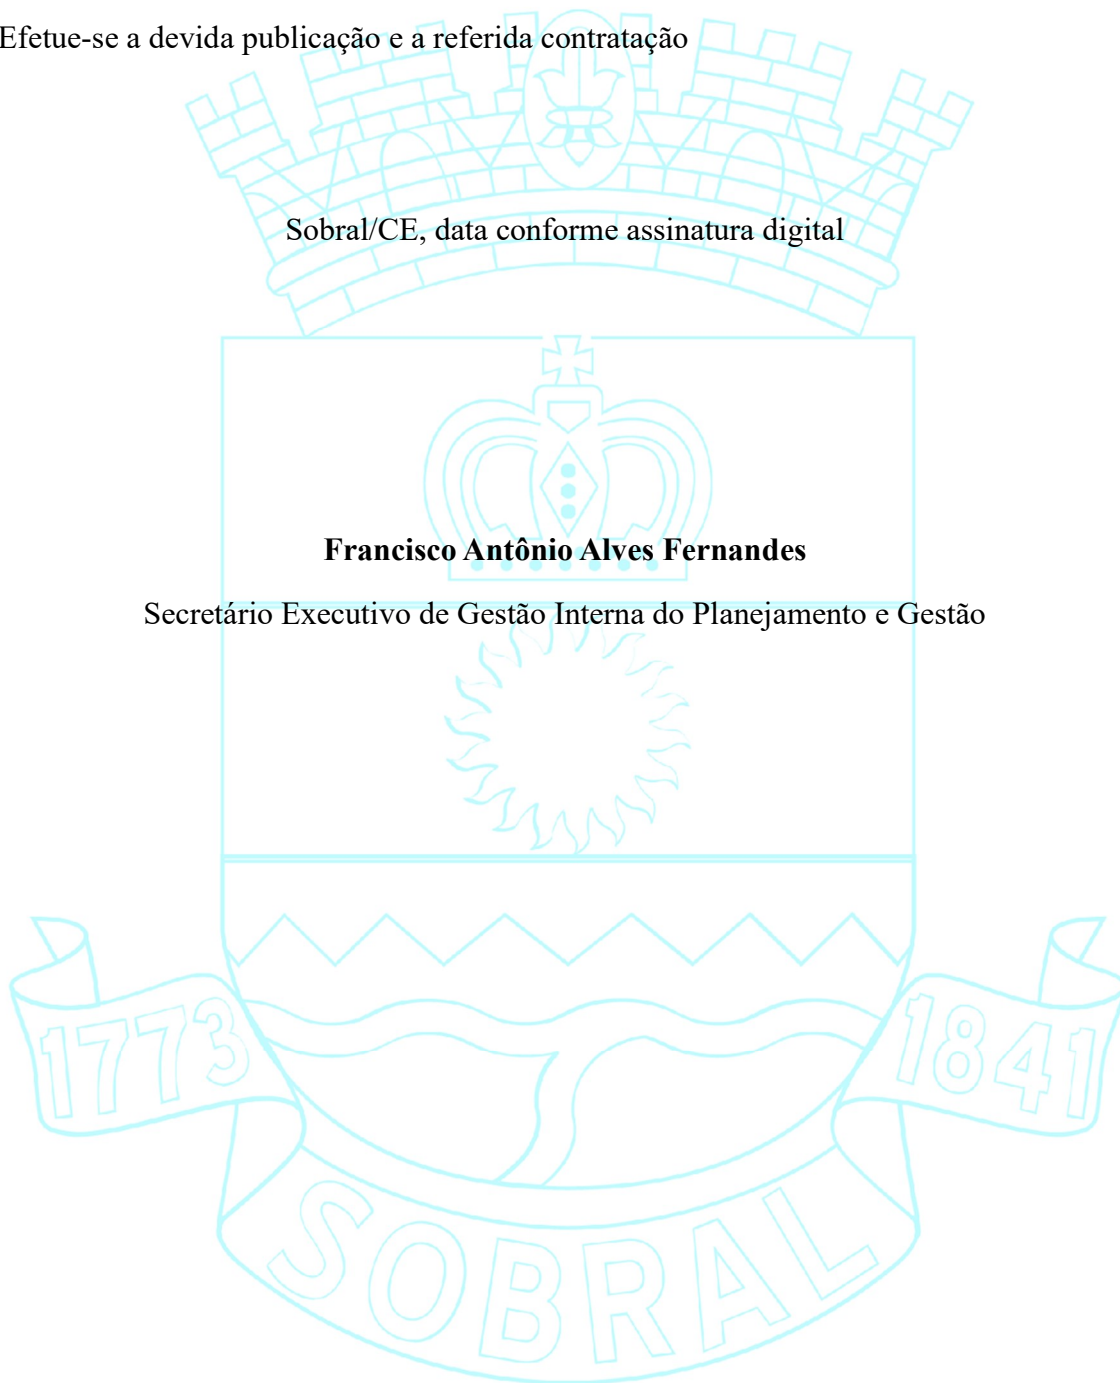 Efetue-se a devida publicação e a referida contratação
Sobral/CE, data conforme assinatura digital
Francisco Antônio Alves Fernandes
Secretário Executivo de Gestão Interna do Planejamento e Gestão
1773
1841
SOBRAL